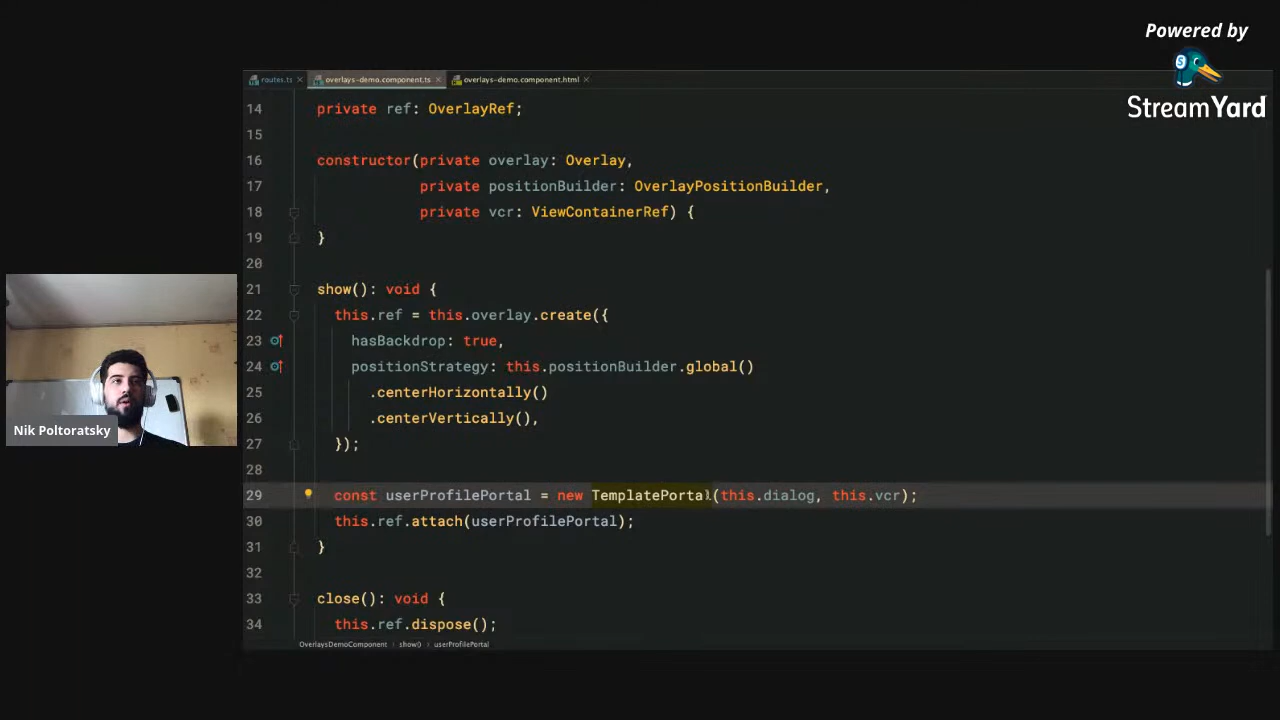 Powered by
StreamYard
routes.ts
overlays-demo.component.ts
overlays-demo.component.html
14 private ref: OverlayRef;
15
16 constructor(private overlay: Overlay,
17 private positionBuilder: OverlayPositionBuilder,
18 private vcr: ViewContainerRef) {
19 }
20
21 show(): void {
22 this.ref = this.overlay.create({
23 hasBackdrop: true,
24 positionStrategy: this.positionBuilder.global()
25 .centerHorizontally()
26 .centerVertically(),
27 });
28
29 const userProfilePortal = new TemplatePortal(this.dialog, this.vcr);
30 this.ref.attach(userProfilePortal);
31 }
32
33 close(): void {
34 this.ref.dispose();
OverlaysDemoComponent › show() › userProfilePortal
Nik Poltoratsky